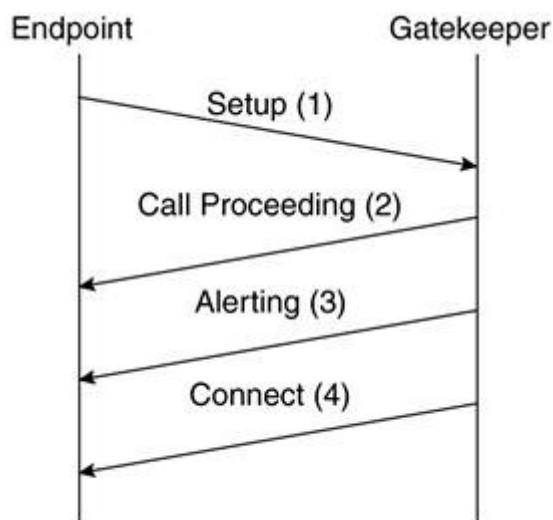 Endpoint Gatekeeper
Setup (1)
Call Proceeding (2)
Alerting (3)
Connect (4)